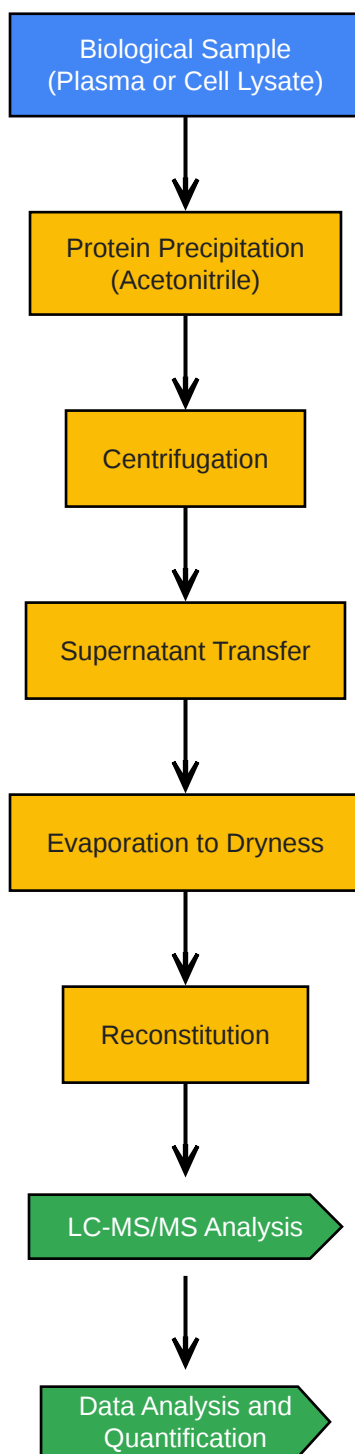 Biological Sample
(Plasma or Cell Lysate)
Protein Precipitation
(Acetonitrile)
Centrifugation
Supernatant Transfer
Evaporation to Dryness
Reconstitution
LC-MS/MS Analysis
Data Analysis and
Quantification